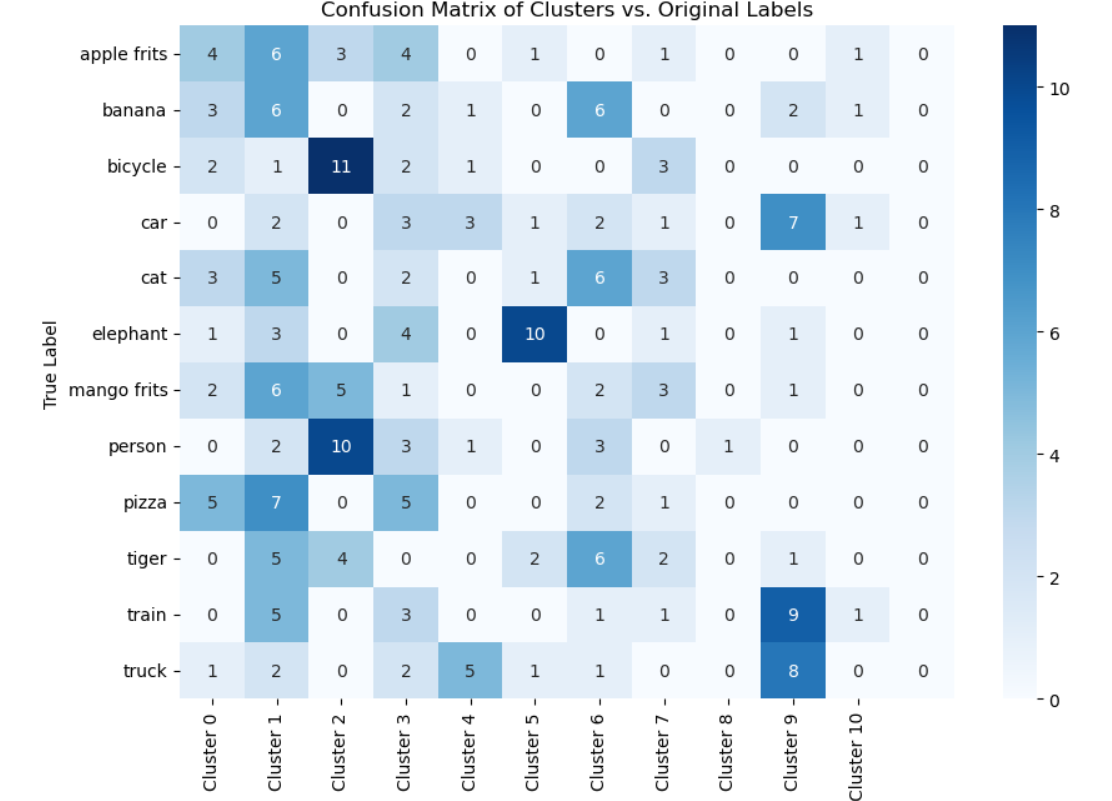 Confusion Matrix of Clusters vs. Original Labels
True Label
apple frits 4 6 3 4 0 1 0 1 0 0 1 0
banana 3 6 0 2 1 0 6 0 0 2 1 0
bicycle 2 1 11 2 1 0 0 3 0 0 0 0
car 0 2 0 3 3 1 2 1 0 7 1 0
cat 3 5 0 2 0 1 6 3 0 0 0 0
elephant 1 3 0 4 0 10 0 1 0 1 0 0
mango frits 2 6 5 1 0 0 2 3 0 1 0 0
person 0 2 10 3 1 0 3 0 1 0 0 0
pizza 5 7 0 5 0 0 2 1 0 0 0 0
tiger 0 5 4 0 0 2 6 2 0 1 0 0
train 0 5 0 3 0 0 1 1 0 9 1 0
truck 1 2 0 2 5 1 1 0 0 8 0 0
Cluster 0
Cluster 1
Cluster 2
Cluster 3
Cluster 4
Cluster 5
Cluster 6
Cluster 7
Cluster 8
Cluster 9
Cluster 10
10
8
6
4
2
0